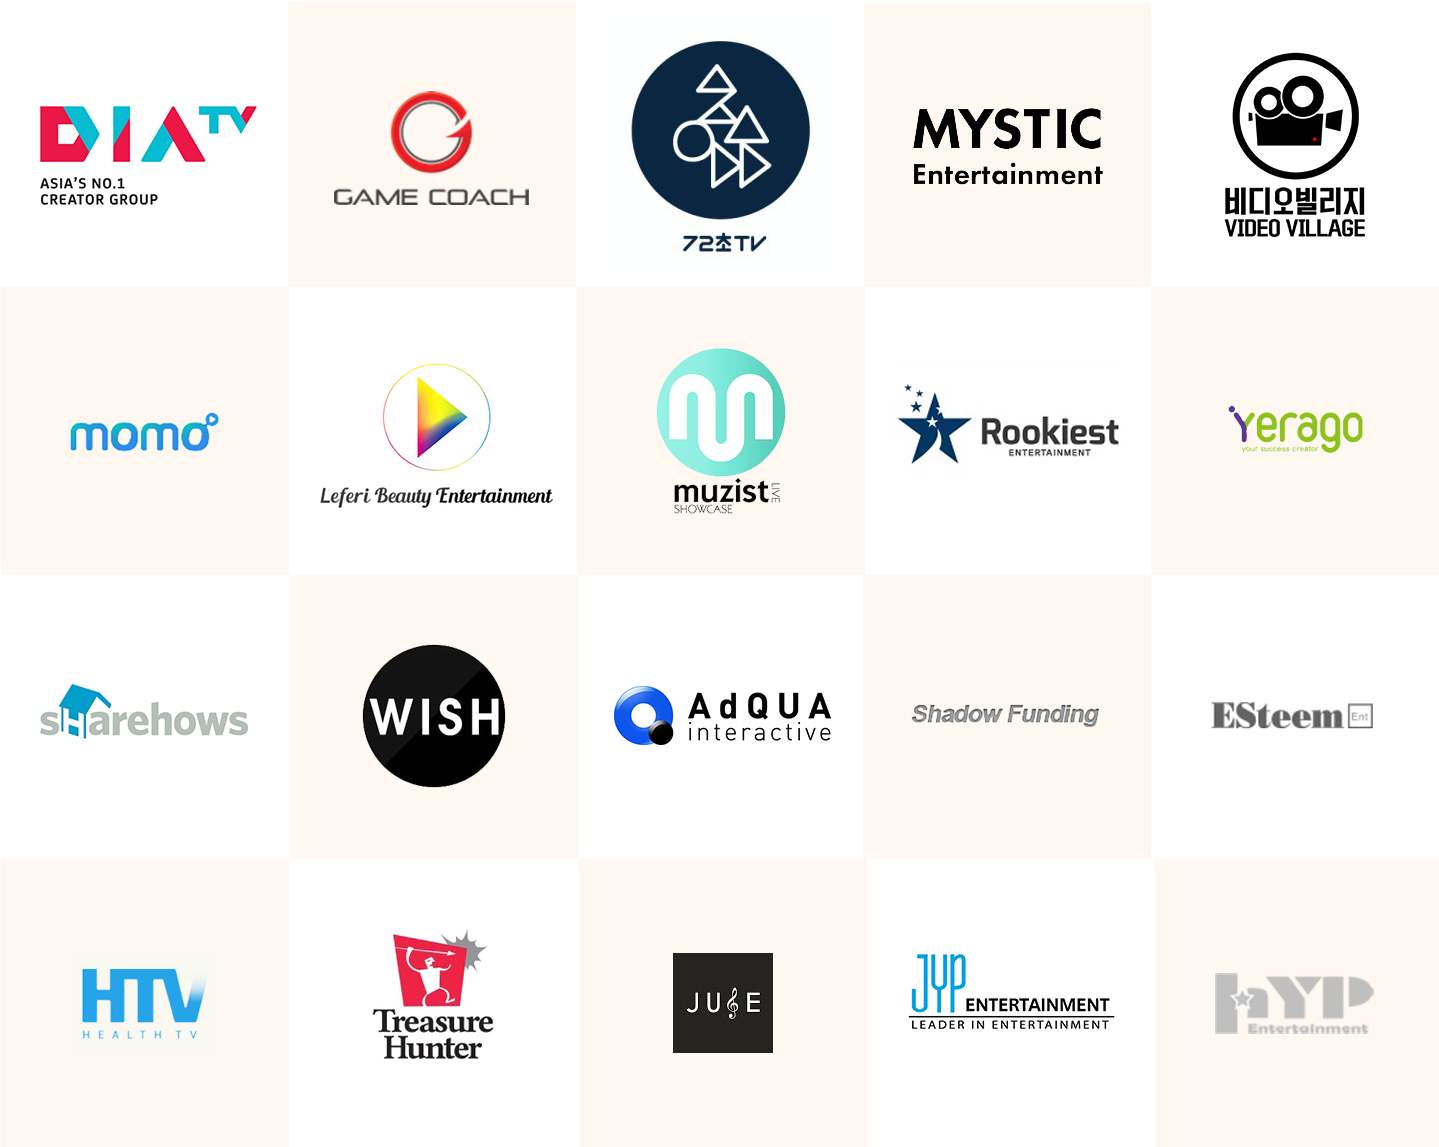 DIA TV
ASIA'S NO.1
CREATOR GROUP
GAME COACH
72초TV
MYSTIC
Entertainment
비디오빌리지
VIDEO VILLAGE
momo
Leferi Beauty Entertainment
muzist LIVE
SHOWCASE
Rookiest
ENTERTAINMENT
yerago
your success creator
sHarehows
WISH
AdQUA
interactive
Shadow Funding
ESteem Ent
HTV
HEALTH TV
Treasure
Hunter
JYP ENTERTAINMENT
LEADER IN ENTERTAINMENT
hYP
Entertainment